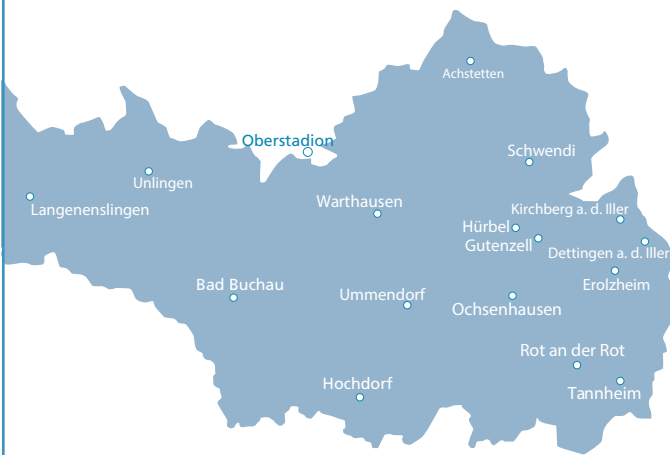 Achstetten
Oberstadion
Schwendi
Unlingen
Langenenslingen
Warthausen
Kirchberg a. d. Iller
Hürbel
Gutenzell
Dettingen a. d. Iller
Bad Buchau
Erolzheim
Ummendorf
Ochsenhausen
Rot an der Rot
Hochdorf
Tannheim